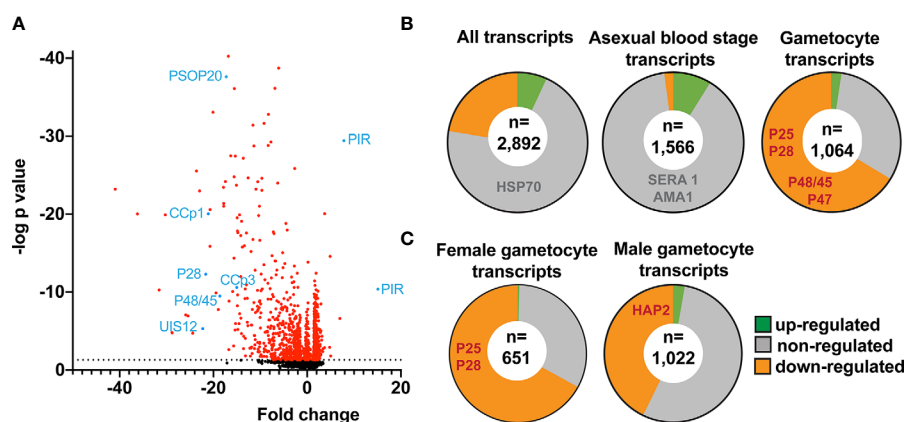 A
-40
-30
-20
-10
0
-log p value
-40
-20
0
20
Fold change
PSOP20
PIR
CCp1
P28
CCp3
P48/45
PIR
UIS12
B
All transcripts
n=
2,892
HSP70
Asexual blood stage
transcripts
n=
1,566
SERA 1
AMA1
Gametocyte
transcripts
n=
1,064
P25
P28
P48/45
P47
C
Female gametocyte
transcripts
n=
651
P25
P28
Male gametocyte
transcripts
HAP2
n=
1,022
up-regulated
non-regulated
down-regulated